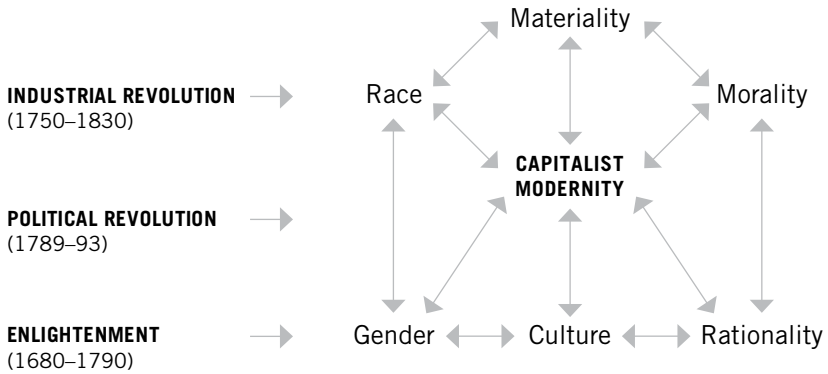 Materiality
INDUSTRIAL REVOLUTION
(1750–1830)
Race
Morality
CAPITALIST
MODERNITY
POLITICAL REVOLUTION
(1789–93)
ENLIGHTENMENT
(1680–1790)
Gender
Culture
Rationality